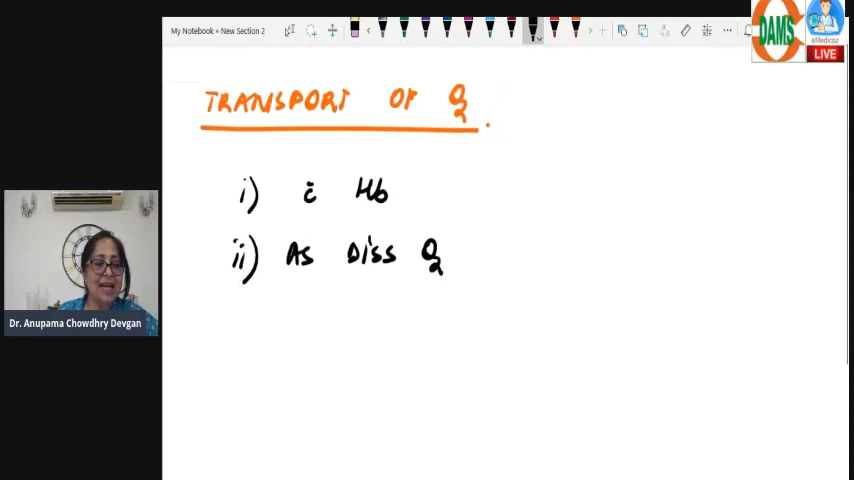 My Notebook » New Section 2
DAMS
eMedicoz
LIVE
TRANSPORT OF O2
i) c̄ Hb
ii) AS DISS O2
Dr. Anupama Chowdhry Devgan